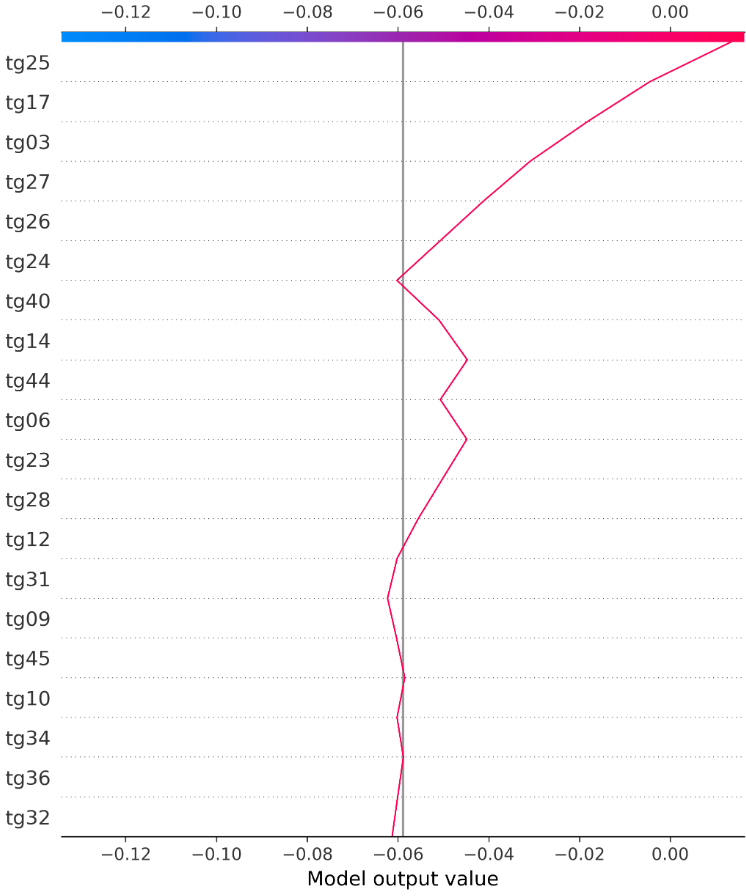 −0.12 −0.10 −0.08 −0.06 −0.04 −0.02 0.00
tg25
tg17
tg03
tg27
tg26
tg24
tg40
tg14
tg44
tg06
tg23
tg28
tg12
tg31
tg09
tg45
tg10
tg34
tg36
tg32
−0.12 −0.10 −0.08 −0.06 −0.04 −0.02 0.00
Model output value